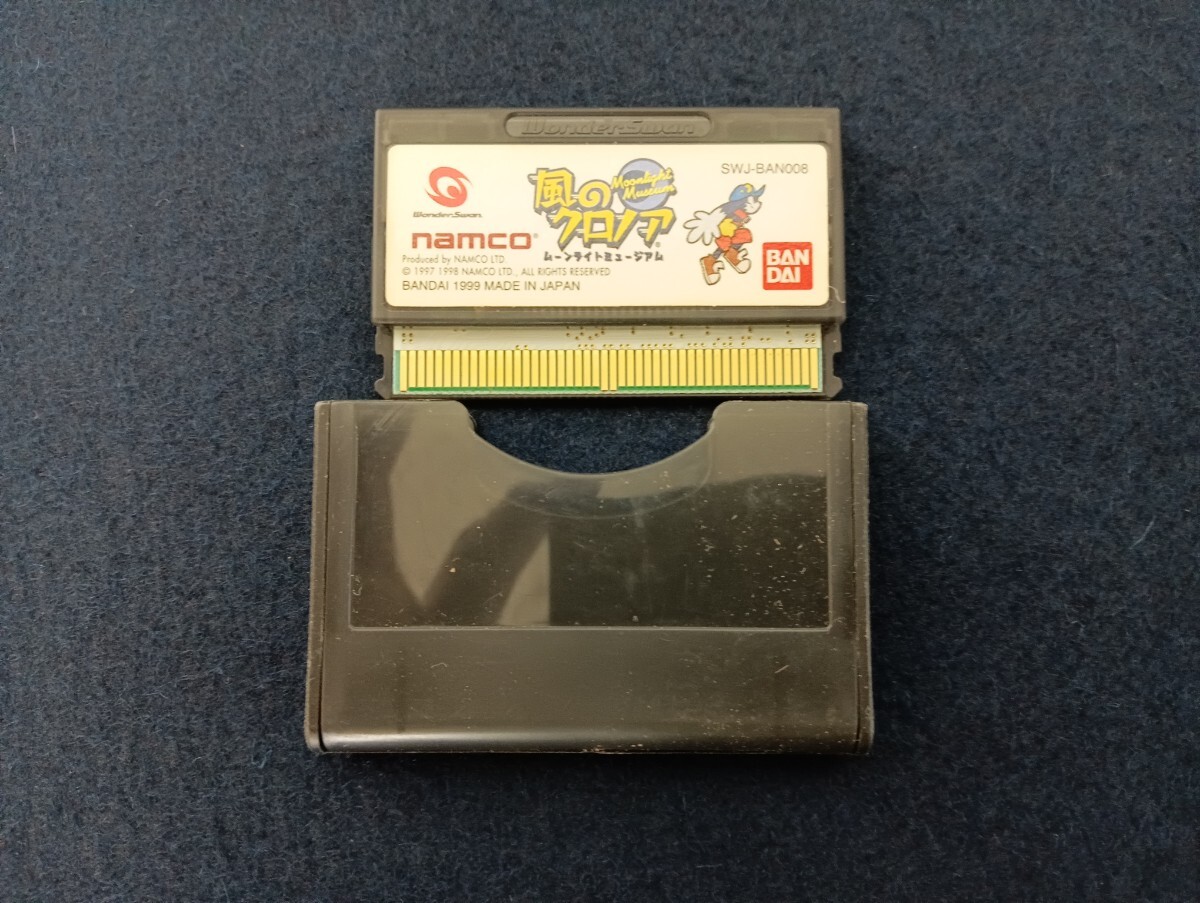 WonderSwan
SWJ-BAN008
WonderSwan
風のクロノア
Moonlight Museum
ムーンライトミュージアム
namco
Produced by NAMCO LTD.
© 1997 1998 NAMCO LTD., ALL RIGHTS RESERVED
BANDAI 1999 MADE IN JAPAN
BAN
DAI